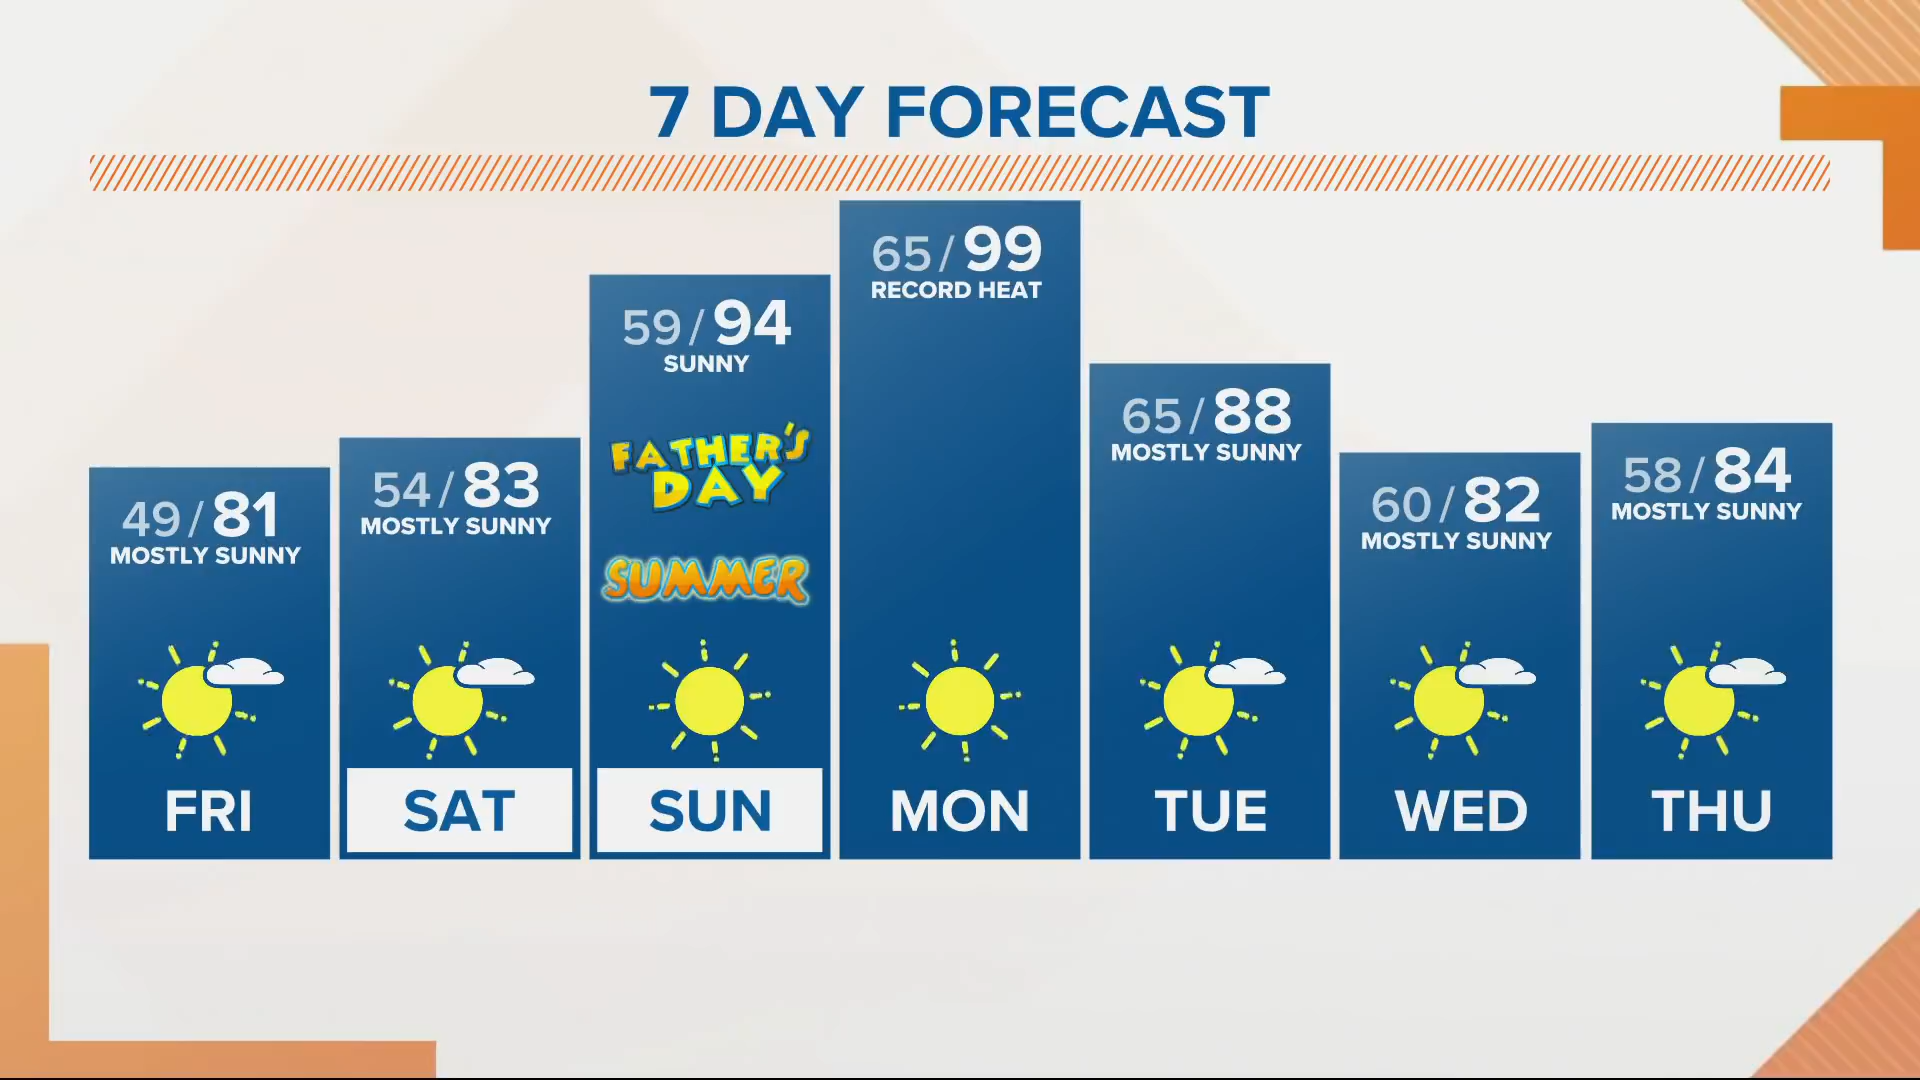 7 DAY FORECAST
49/81
MOSTLY SUNNY
FRI
54/83
MOSTLY SUNNY
SAT
59/94
SUNNY
FATHER'S
DAY
SUMMER
SUN
65/99
RECORD HEAT
MON
65/88
MOSTLY SUNNY
TUE
60/82
MOSTLY SUNNY
WED
58/84
MOSTLY SUNNY
THU